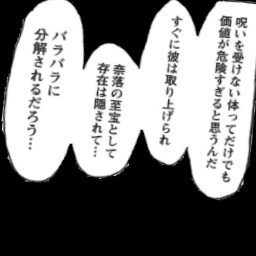 呪いを受けない体ってだけでも
価値が危険すぎると思うんだ
すぐに彼は取り上げられ
奈落の至宝として
存在は隠されて…
バラバラに
分解されるだろう…